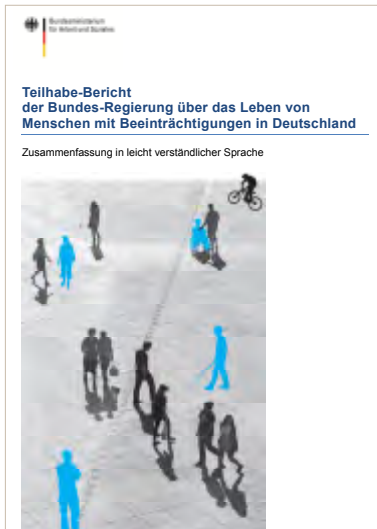 Bundesministerium
für Arbeit und Soziales
Teilhabe-Bericht
der Bundes-Regierung über das Leben von
Menschen mit Beeinträchtigungen in Deutschland
Zusammenfassung in leicht verständlicher Sprache